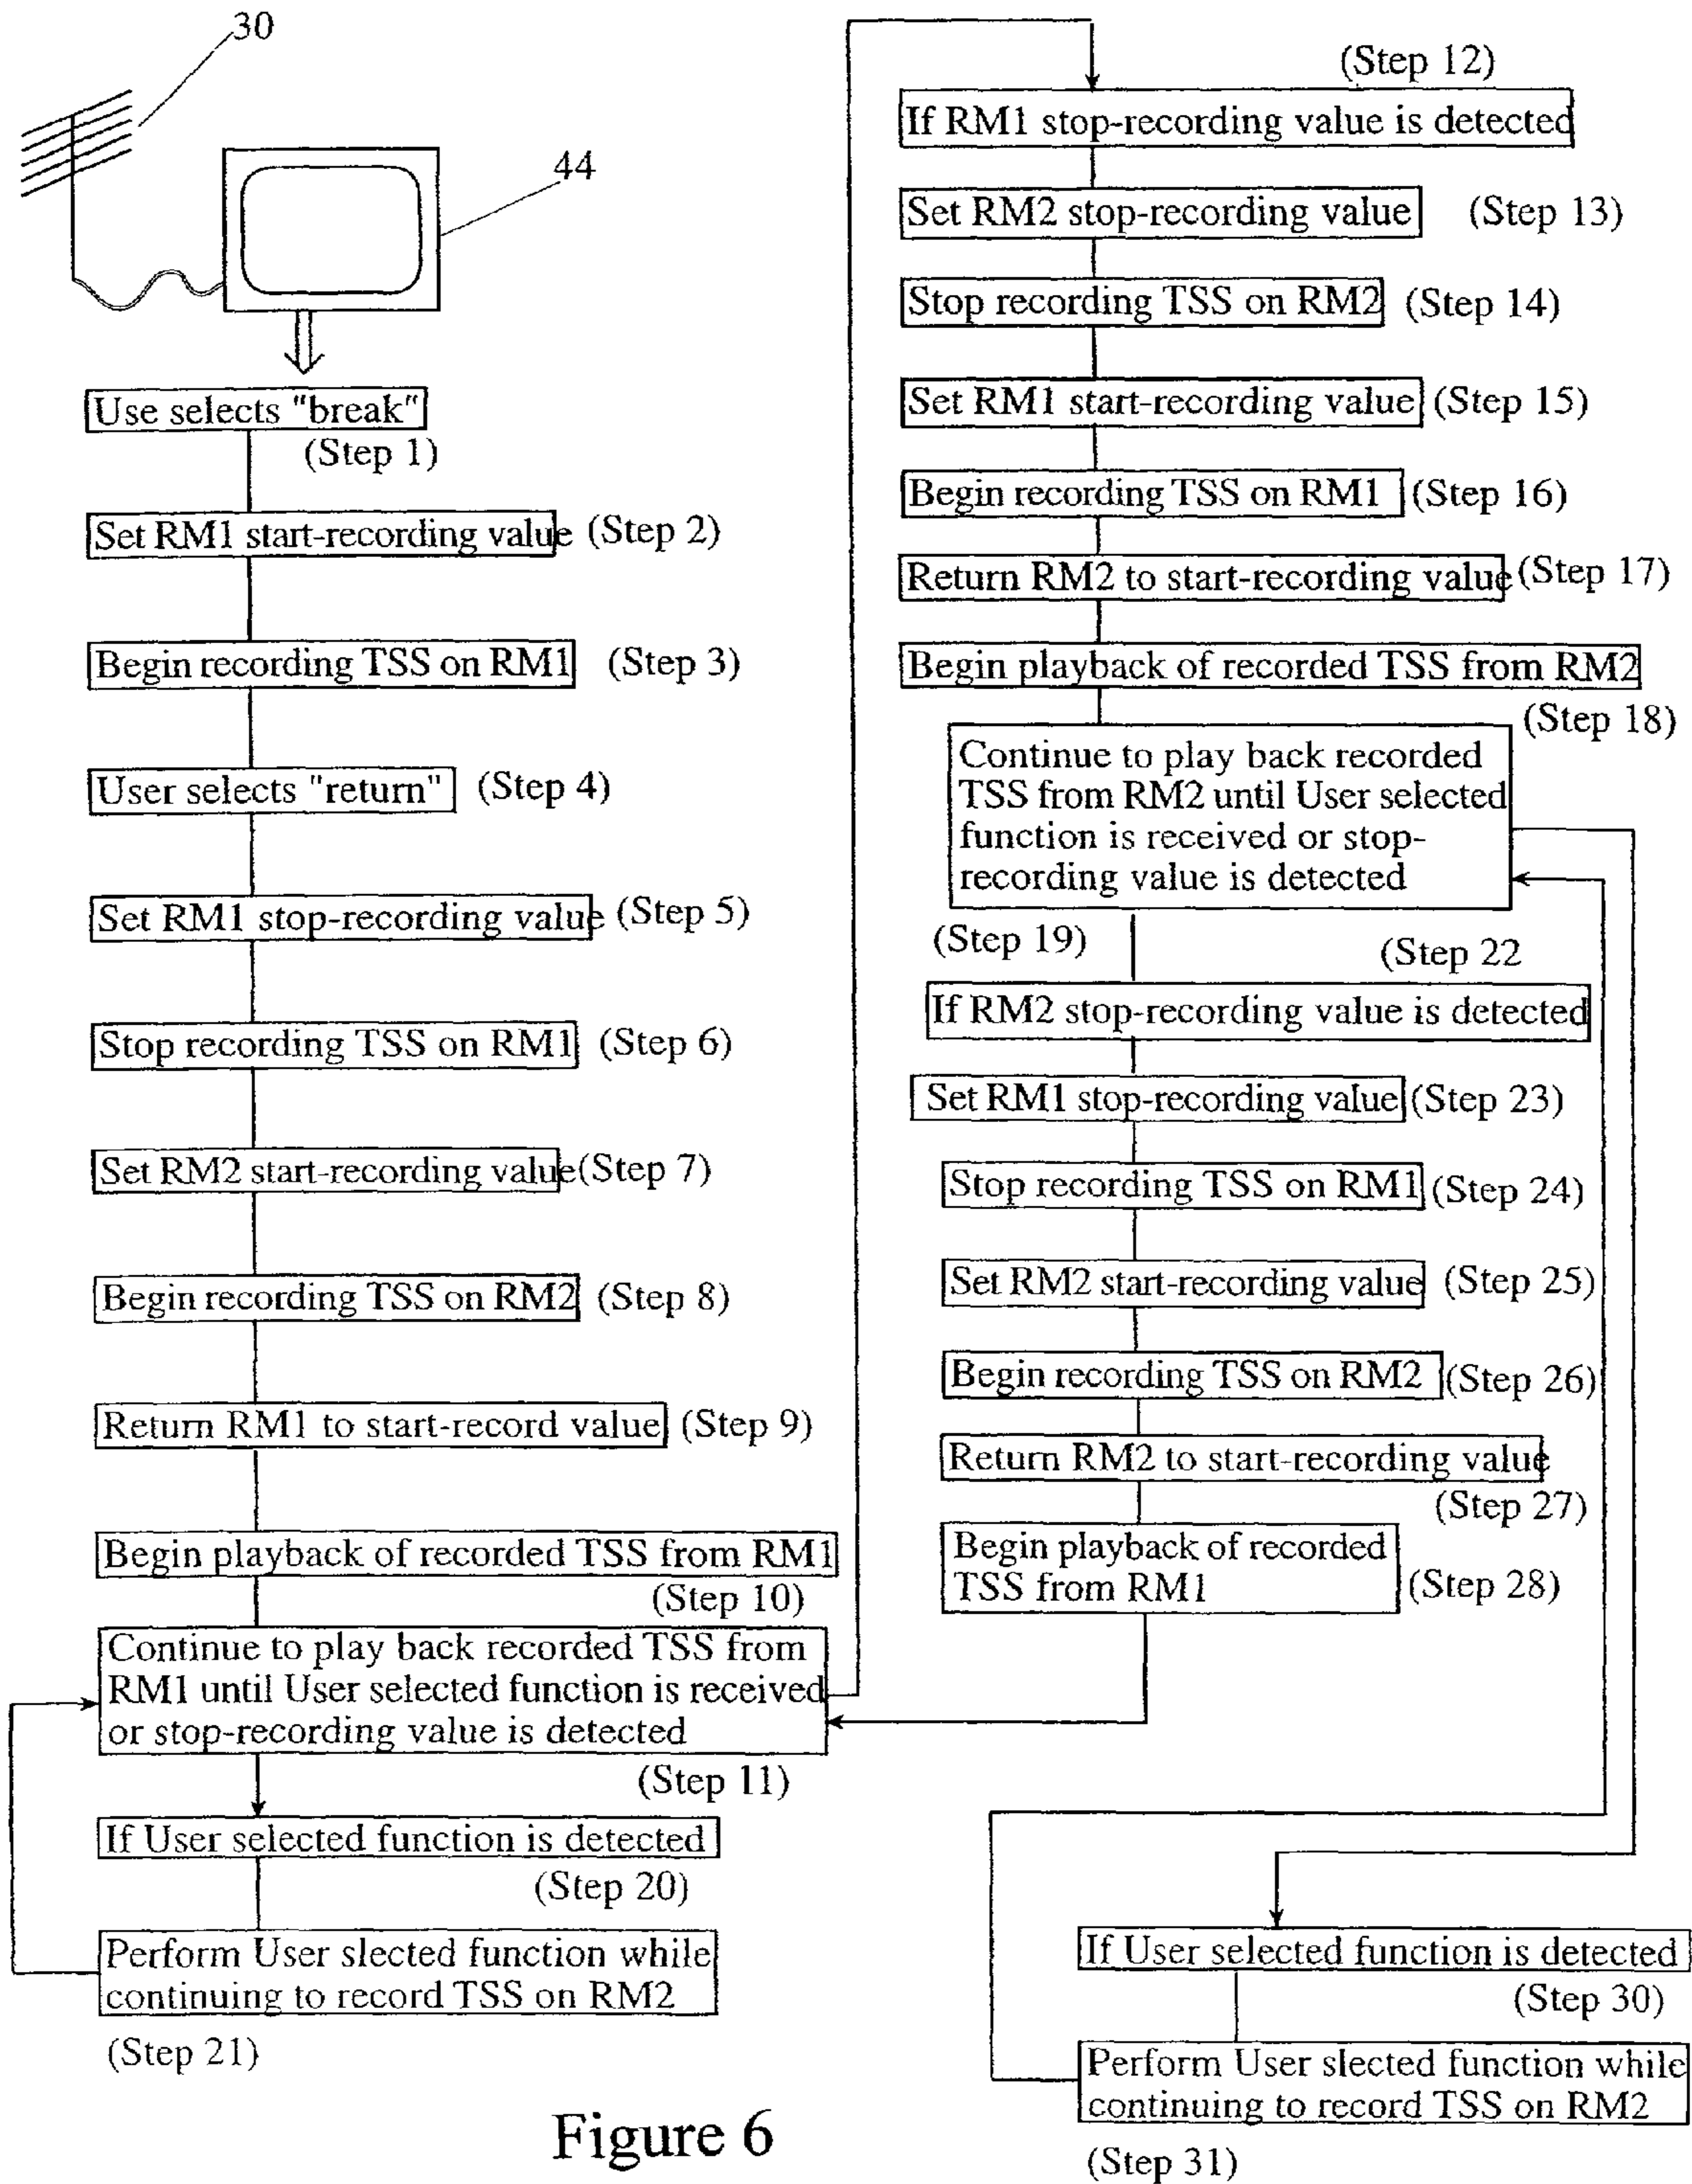 30
44
Use selects "break"
(Step 1)
Set RM1 start-recording value (Step 2)
Begin recording TSS on RM1 (Step 3)
User selects "return" (Step 4)
Set RM1 stop-recording value (Step 5)
Stop recording TSS on RM1 (Step 6)
Set RM2 start-recording value (Step 7)
Begin recording TSS on RM2 (Step 8)
Return RM1 to start-record value (Step 9)
Begin playback of recorded TSS from RM1
(Step 10)
Continue to play back recorded TSS from
RM1 until User selected function is received
or stop-recording value is detected
(Step 11)
If User selected function is detected
(Step 20)
Perform User slected function while
continuing to record TSS on RM2
(Step 21)
(Step 12)
If RM1 stop-recording value is detected
Set RM2 stop-recording value (Step 13)
Stop recording TSS on RM2 (Step 14)
Set RM1 start-recording value (Step 15)
Begin recording TSS on RM1 (Step 16)
Return RM2 to start-recording value (Step 17)
Begin playback of recorded TSS from RM2
(Step 18)
Continue to play back recorded
TSS from RM2 until User selected
function is received or stop-
recording value is detected
(Step 19)
(Step 22
If RM2 stop-recording value is detected
Set RM1 stop-recording value (Step 23)
Stop recording TSS on RM1 (Step 24)
Set RM2 start-recording value (Step 25)
Begin recording TSS on RM2 (Step 26)
Return RM2 to start-recording value
(Step 27)
Begin playback of recorded
TSS from RM1 (Step 28)
If User selected function is detected
(Step 30)
Perform User slected function while
continuing to record TSS on RM2
(Step 31)
Figure 6